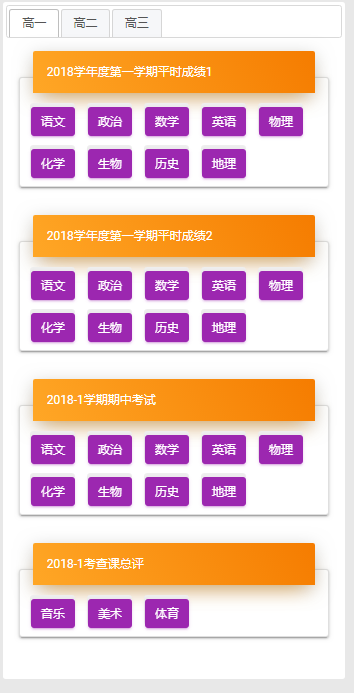 高一 高二 高三
2018学年度第一学期平时成绩1
语文 政治 数学 英语 物理
化学 生物 历史 地理
2018学年度第一学期平时成绩2
语文 政治 数学 英语 物理
化学 生物 历史 地理
2018-1学期期中考试
语文 政治 数学 英语 物理
化学 生物 历史 地理
2018-1考查课总评
音乐 美术 体育